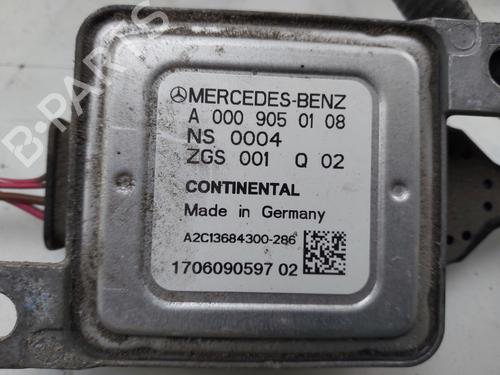 MERCEDES-BENZ
A 000 905 01 08
NS 0004
ZGS 001 Q 02
CONTINENTAL
Made in Germany
A2C13684300-286
1706090597 02
B-PARTS